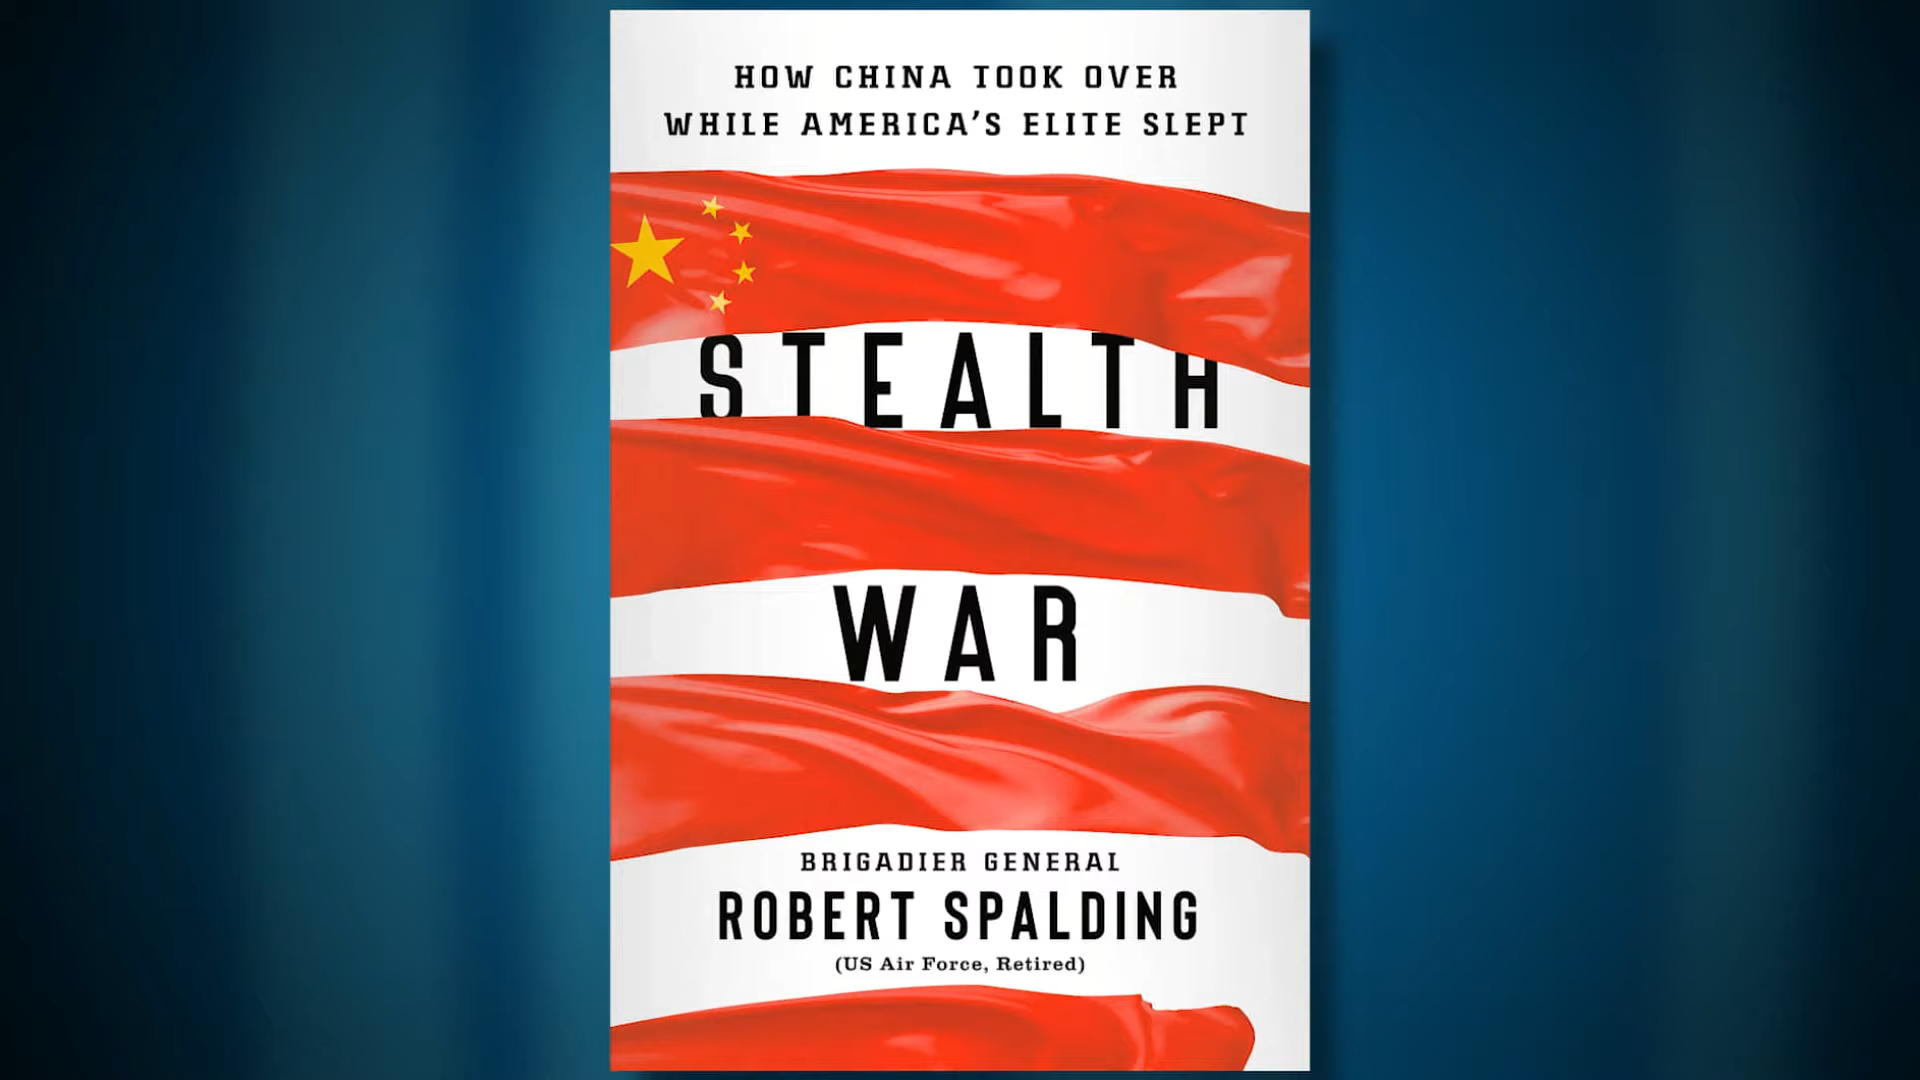 HOW CHINA TOOK OVER
WHILE AMERICA'S ELITE SLEPT
STEALTH
WAR
BRIGADIER GENERAL
ROBERT SPALDING
(US Air Force, Retired)